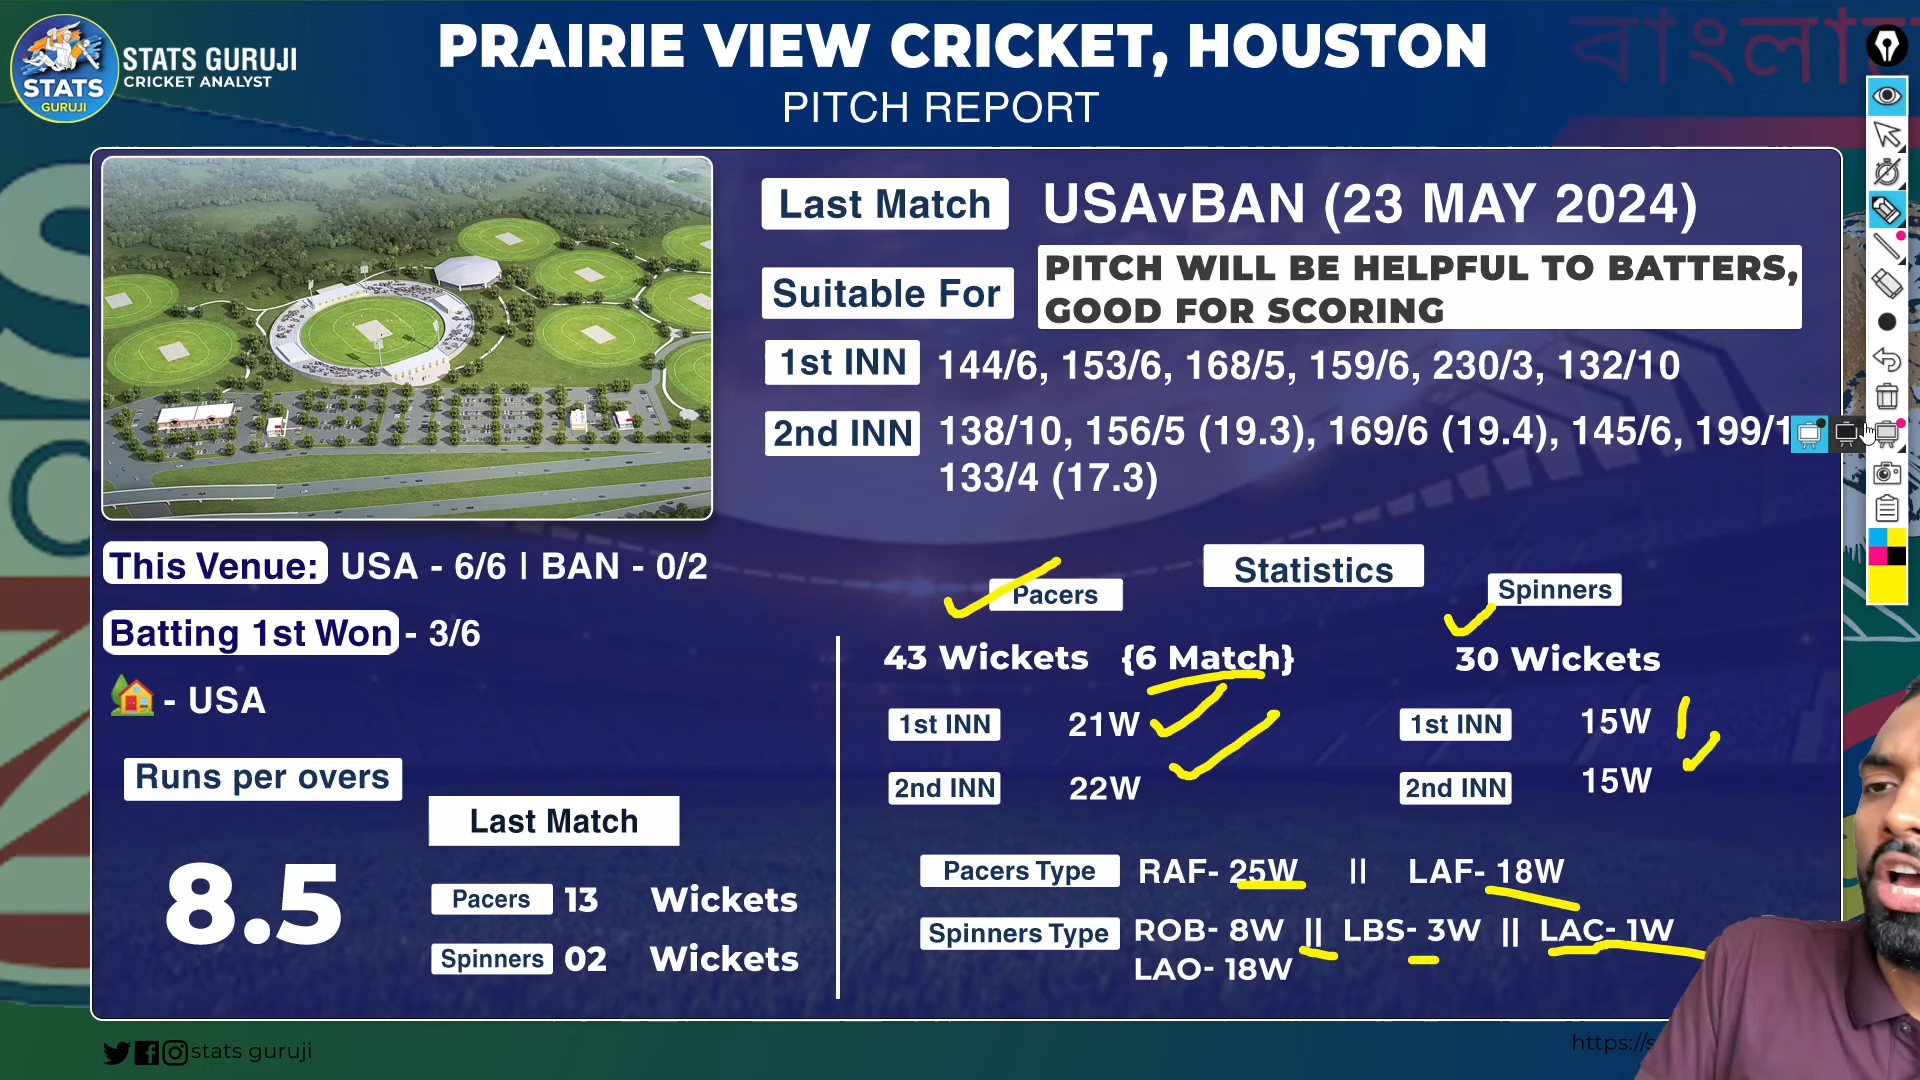 STATS GURUJI
CRICKET ANALYST
STATS
GURUJI
PRAIRIE VIEW CRICKET, HOUSTON
PITCH REPORT
Last Match USAvBAN (23 MAY 2024)
Suitable For PITCH WILL BE HELPFUL TO BATTERS,
GOOD FOR SCORING
1st INN 144/6, 153/6, 168/5, 159/6, 230/3, 132/10
2nd INN 138/10, 156/5 (19.3), 169/6 (19.4), 145/6, 199/1
133/4 (17.3)
This Venue: USA - 6/6 | BAN - 0/2
Batting 1st Won - 3/6
- USA
Runs per overs
8.5
Last Match
Pacers 13 Wickets
Spinners 02 Wickets
Statistics
Pacers
43 Wickets {6 Match}
1st INN 21W
2nd INN 22W
Spinners
30 Wickets
1st INN 15W
2nd INN 15W
Pacers Type RAF- 25W || LAF- 18W
Spinners Type ROB- 8W || LBS- 3W || LAC- 1W
LAO- 18W
stats guruji
https://s